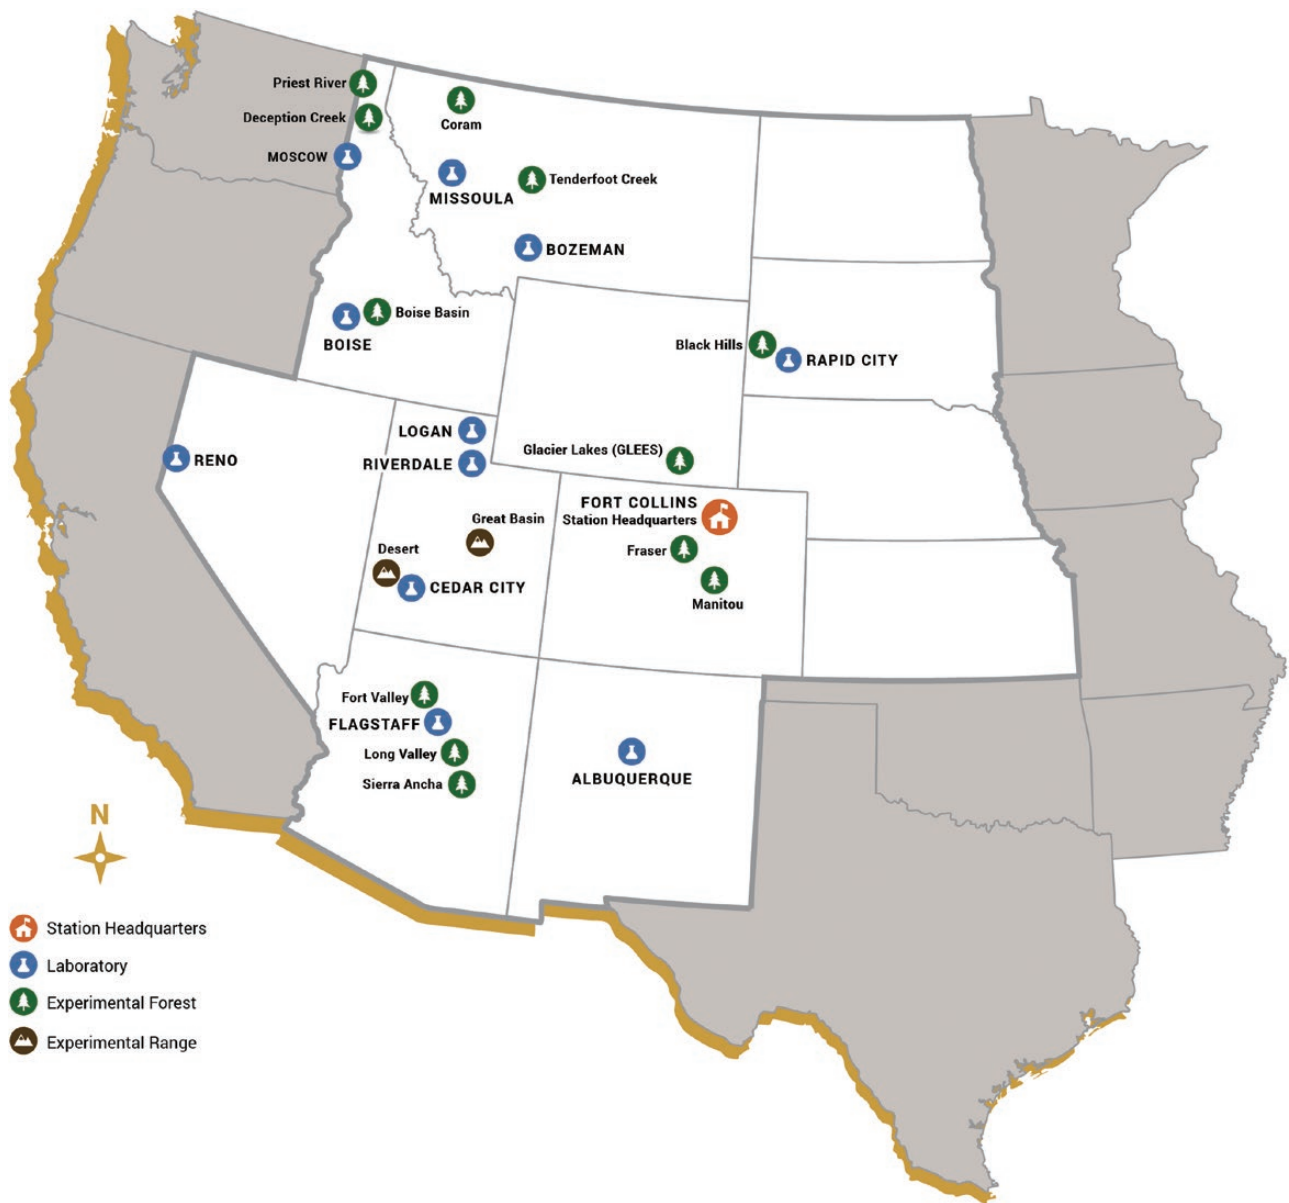 Priest River
Deception Creek
Coram
MOSCOW
MISSOULA
Tenderfoot Creek
BOZEMAN
Boise Basin
BOISE
Black Hills
RAPID CITY
LOGAN
RENO
RIVERDALE
Glacier Lakes (GLEES)
FORT COLLINS
Station Headquarters
Great Basin
Desert
Fraser
CEDAR CITY
Manitou
Fort Valley
FLAGSTAFF
Long Valley
Sierra Ancha
ALBUQUERQUE
N
Station Headquarters
Laboratory
Experimental Forest
Experimental Range